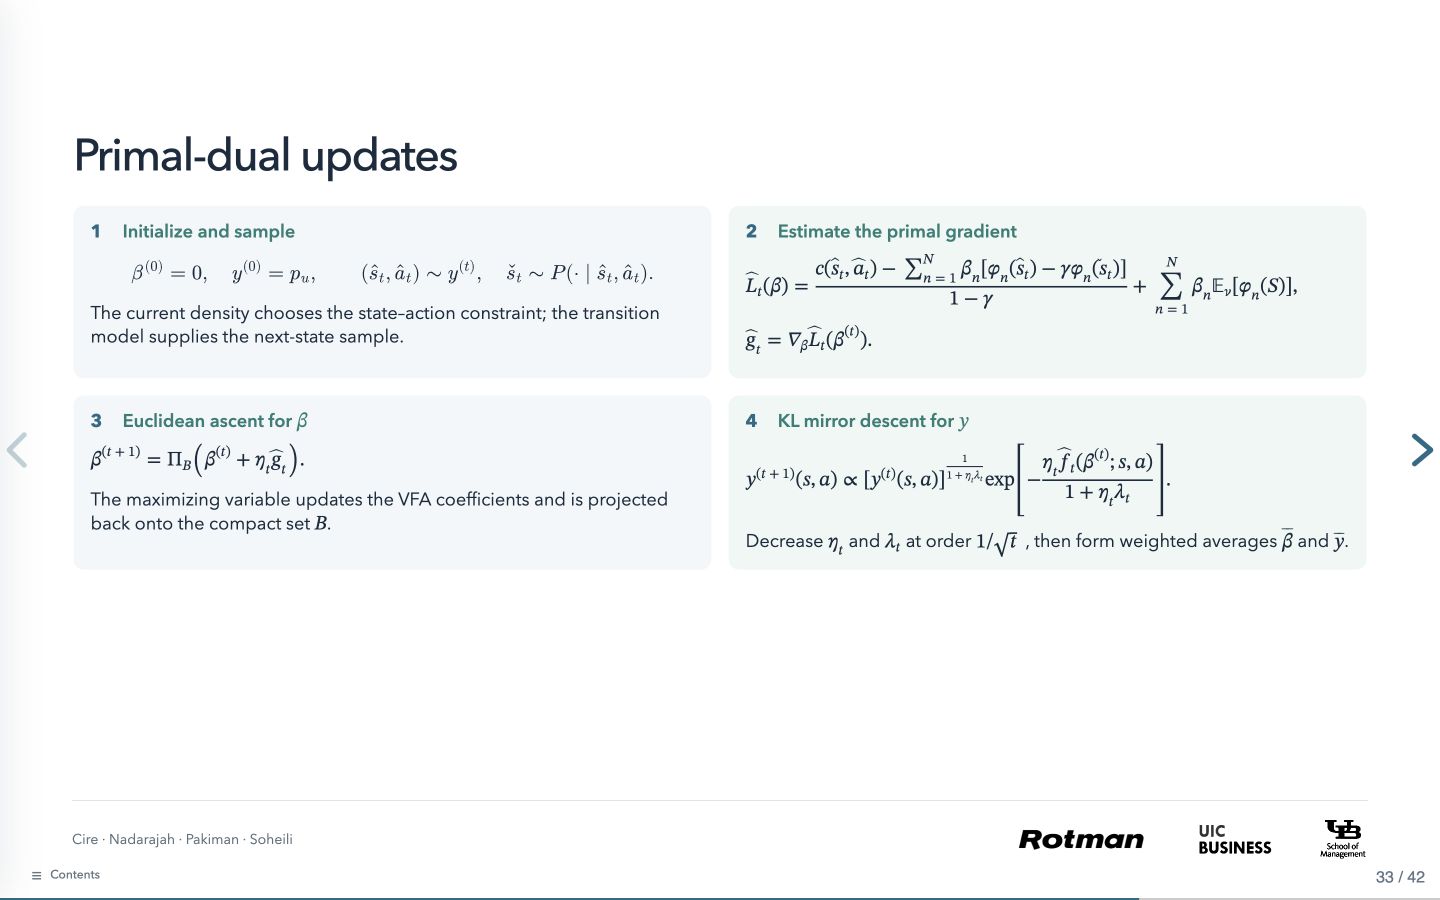 Primal-dual updates
1 Initialize and sample
β^(0) = 0, y^(0) = p_u, (ŝ_t, â_t) ∼ y^(t), š_t ∼ P(· | ŝ_t, â_t).
The current density chooses the state–action constraint; the transition
model supplies the next-state sample.
2 Estimate the primal gradient
L̂_t(β) = (c(ŝ_t, â_t) − ∑_{n=1}^N β_n[φ_n(ŝ_t) − γφ_n(š_t)]) / (1 − γ) + ∑_{n=1}^N β_n 𝔼_ν[φ_n(S)],
ĝ_t = ∇_β L̂_t(β^(t)).
3 Euclidean ascent for β
β^(t+1) = Π_B(β^(t) + η_t ĝ_t).
The maximizing variable updates the VFA coefficients and is projected
back onto the compact set B.
4 KL mirror descent for y
y^(t+1)(s, a) ∝ [y^(t)(s, a)]^{1/(1+η_tλ_t)} exp[−η_t f̂_t(β^(t); s, a) / (1 + η_tλ_t)].
Decrease η_t and λ_t at order 1/√t , then form weighted averages β̅ and y̅.
Cire · Nadarajah · Pakiman · Soheili
Rotman
UIC
BUSINESS
UB
School of
Management
≡ Contents
33 / 42